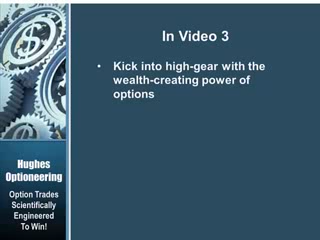 In Video 3
• Kick into high-gear with the
wealth-creating power of
options
Hughes
Optioneering
Option Trades
Scientifically
Engineered
To Win!